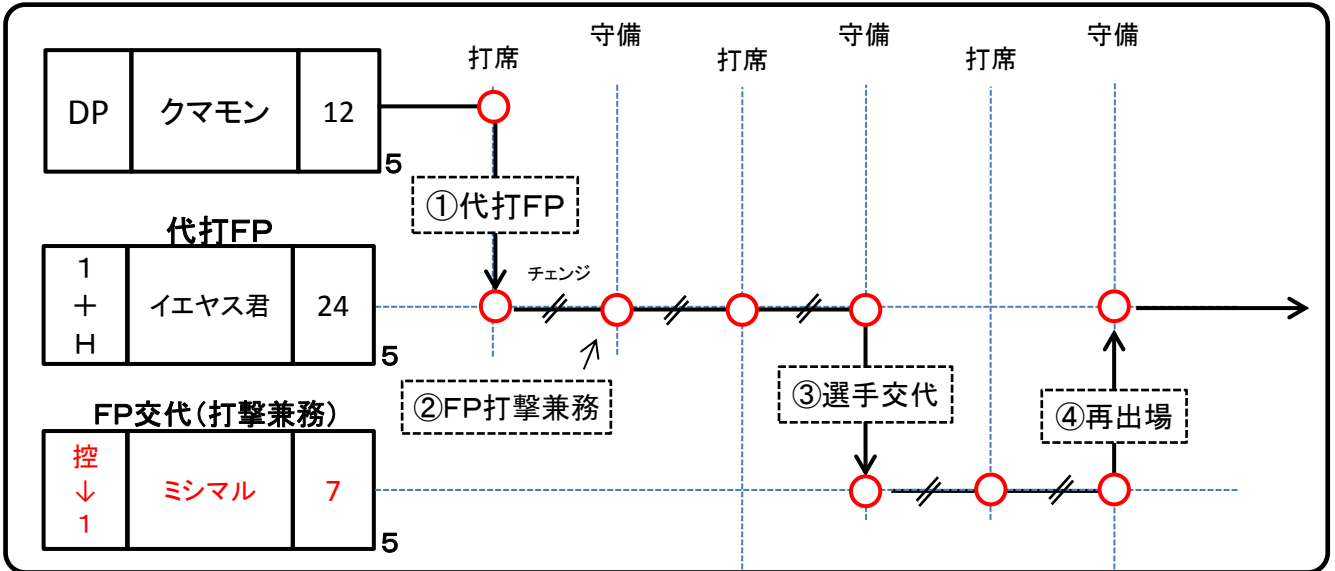 守備
守備
守備
打席
打席
打席
DP
クマモン
12
5
①代打FP
代打FP
1
+
H
イエヤス君
24
5
チェンジ
②FP打撃兼務
③選手交代
④再出場
FP交代(打撃兼務)
控
↓
1
ミシマル
7
5